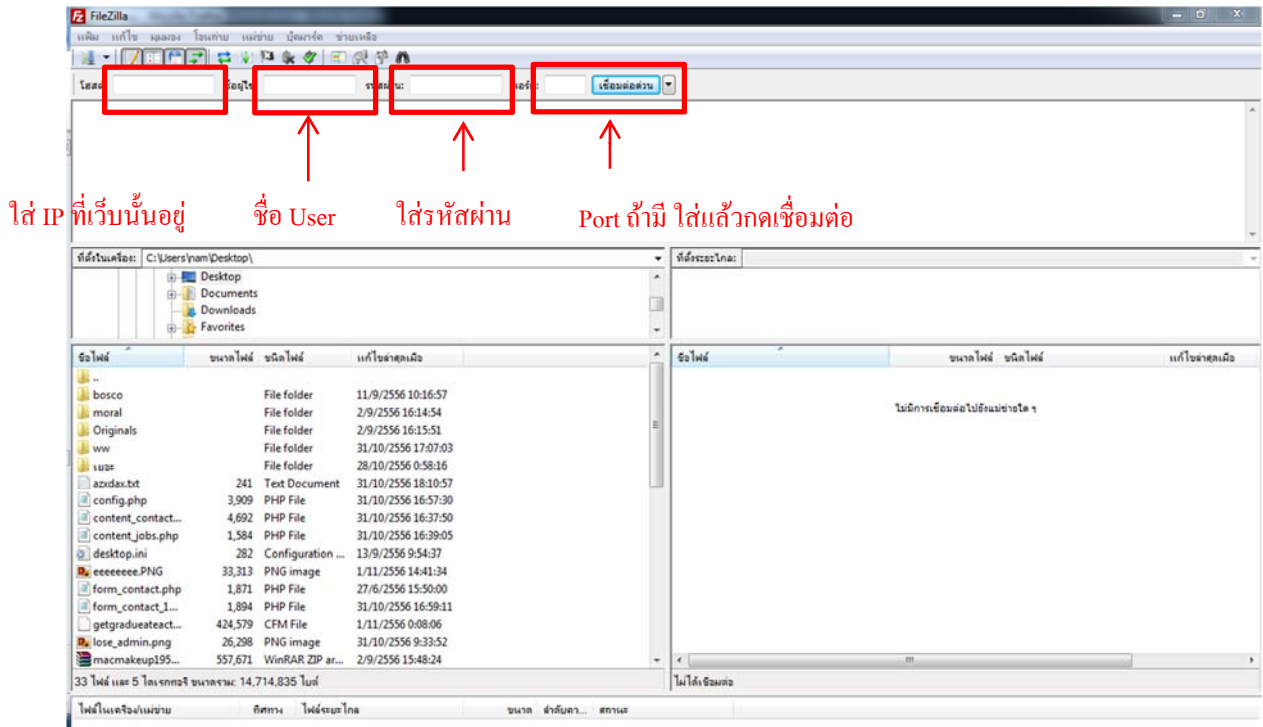 FileZilla
แฟ้ม แก้ไข มุมมอง โอนถ่าย แม่ข่าย บุ๊คมาร์ค ช่วยเหลือ
เชื่อมต่อด่วน
ใส่ IP ที่เว็บนั้นอยู่ ชื่อ User ใส่รหัสผ่าน Port ถ้ามี ใส่แล้วกดเชื่อมต่อ
ที่ตั้งในเครื่อง: C:\Users\nam\Desktop\ ที่ตั้งระยะไกล:
Desktop
Documents
Downloads
Favorites
ชื่อไฟล์ ขนาดไฟล์ ชนิดไฟล์ แก้ไขล่าสุดเมื่อ ชื่อไฟล์ ขนาดไฟล์ ชนิดไฟล์ แก้ไขล่าสุดเมื่อ
..
bosco File folder 11/9/2556 10:16:57
moral File folder 2/9/2556 16:14:54
ไม่มีการเชื่อมต่อไปยังแม่ข่ายใด ๆ
Originals File folder 2/9/2556 16:15:51
ww File folder 31/10/2556 17:07:03
เยอะ File folder 28/10/2556 0:58:16
azxdax.txt 241 Text Document 31/10/2556 18:10:57
config.php 3,909 PHP File 31/10/2556 16:57:30
content_contact... 4,692 PHP File 31/10/2556 16:37:50
content_jobs.php 1,584 PHP File 31/10/2556 16:39:05
desktop.ini 282 Configuration ... 13/9/2556 9:54:37
eeeeeeee.PNG 33,313 PNG image 1/11/2556 14:41:34
form_contact.php 1,871 PHP File 27/6/2556 15:50:00
form_contact_1... 1,894 PHP File 31/10/2556 16:59:11
getgradueateact... 424,579 CFM File 1/11/2556 0:08:06
lose_admin.png 26,298 PNG image 31/10/2556 9:33:52
macmakeup195... 557,671 WinRAR ZIP ar... 2/9/2556 15:48:24
33 ไฟล์ และ 5 ไดเรกทอรี ขนาดรวม: 14,714,835 ไบต์ ไม่ได้เชื่อมต่อ
ไฟล์ในเครื่อง/แม่ข่าย ทิศทาง ไฟล์ระยะไกล ขนาด ลำดับคว... สถานะ